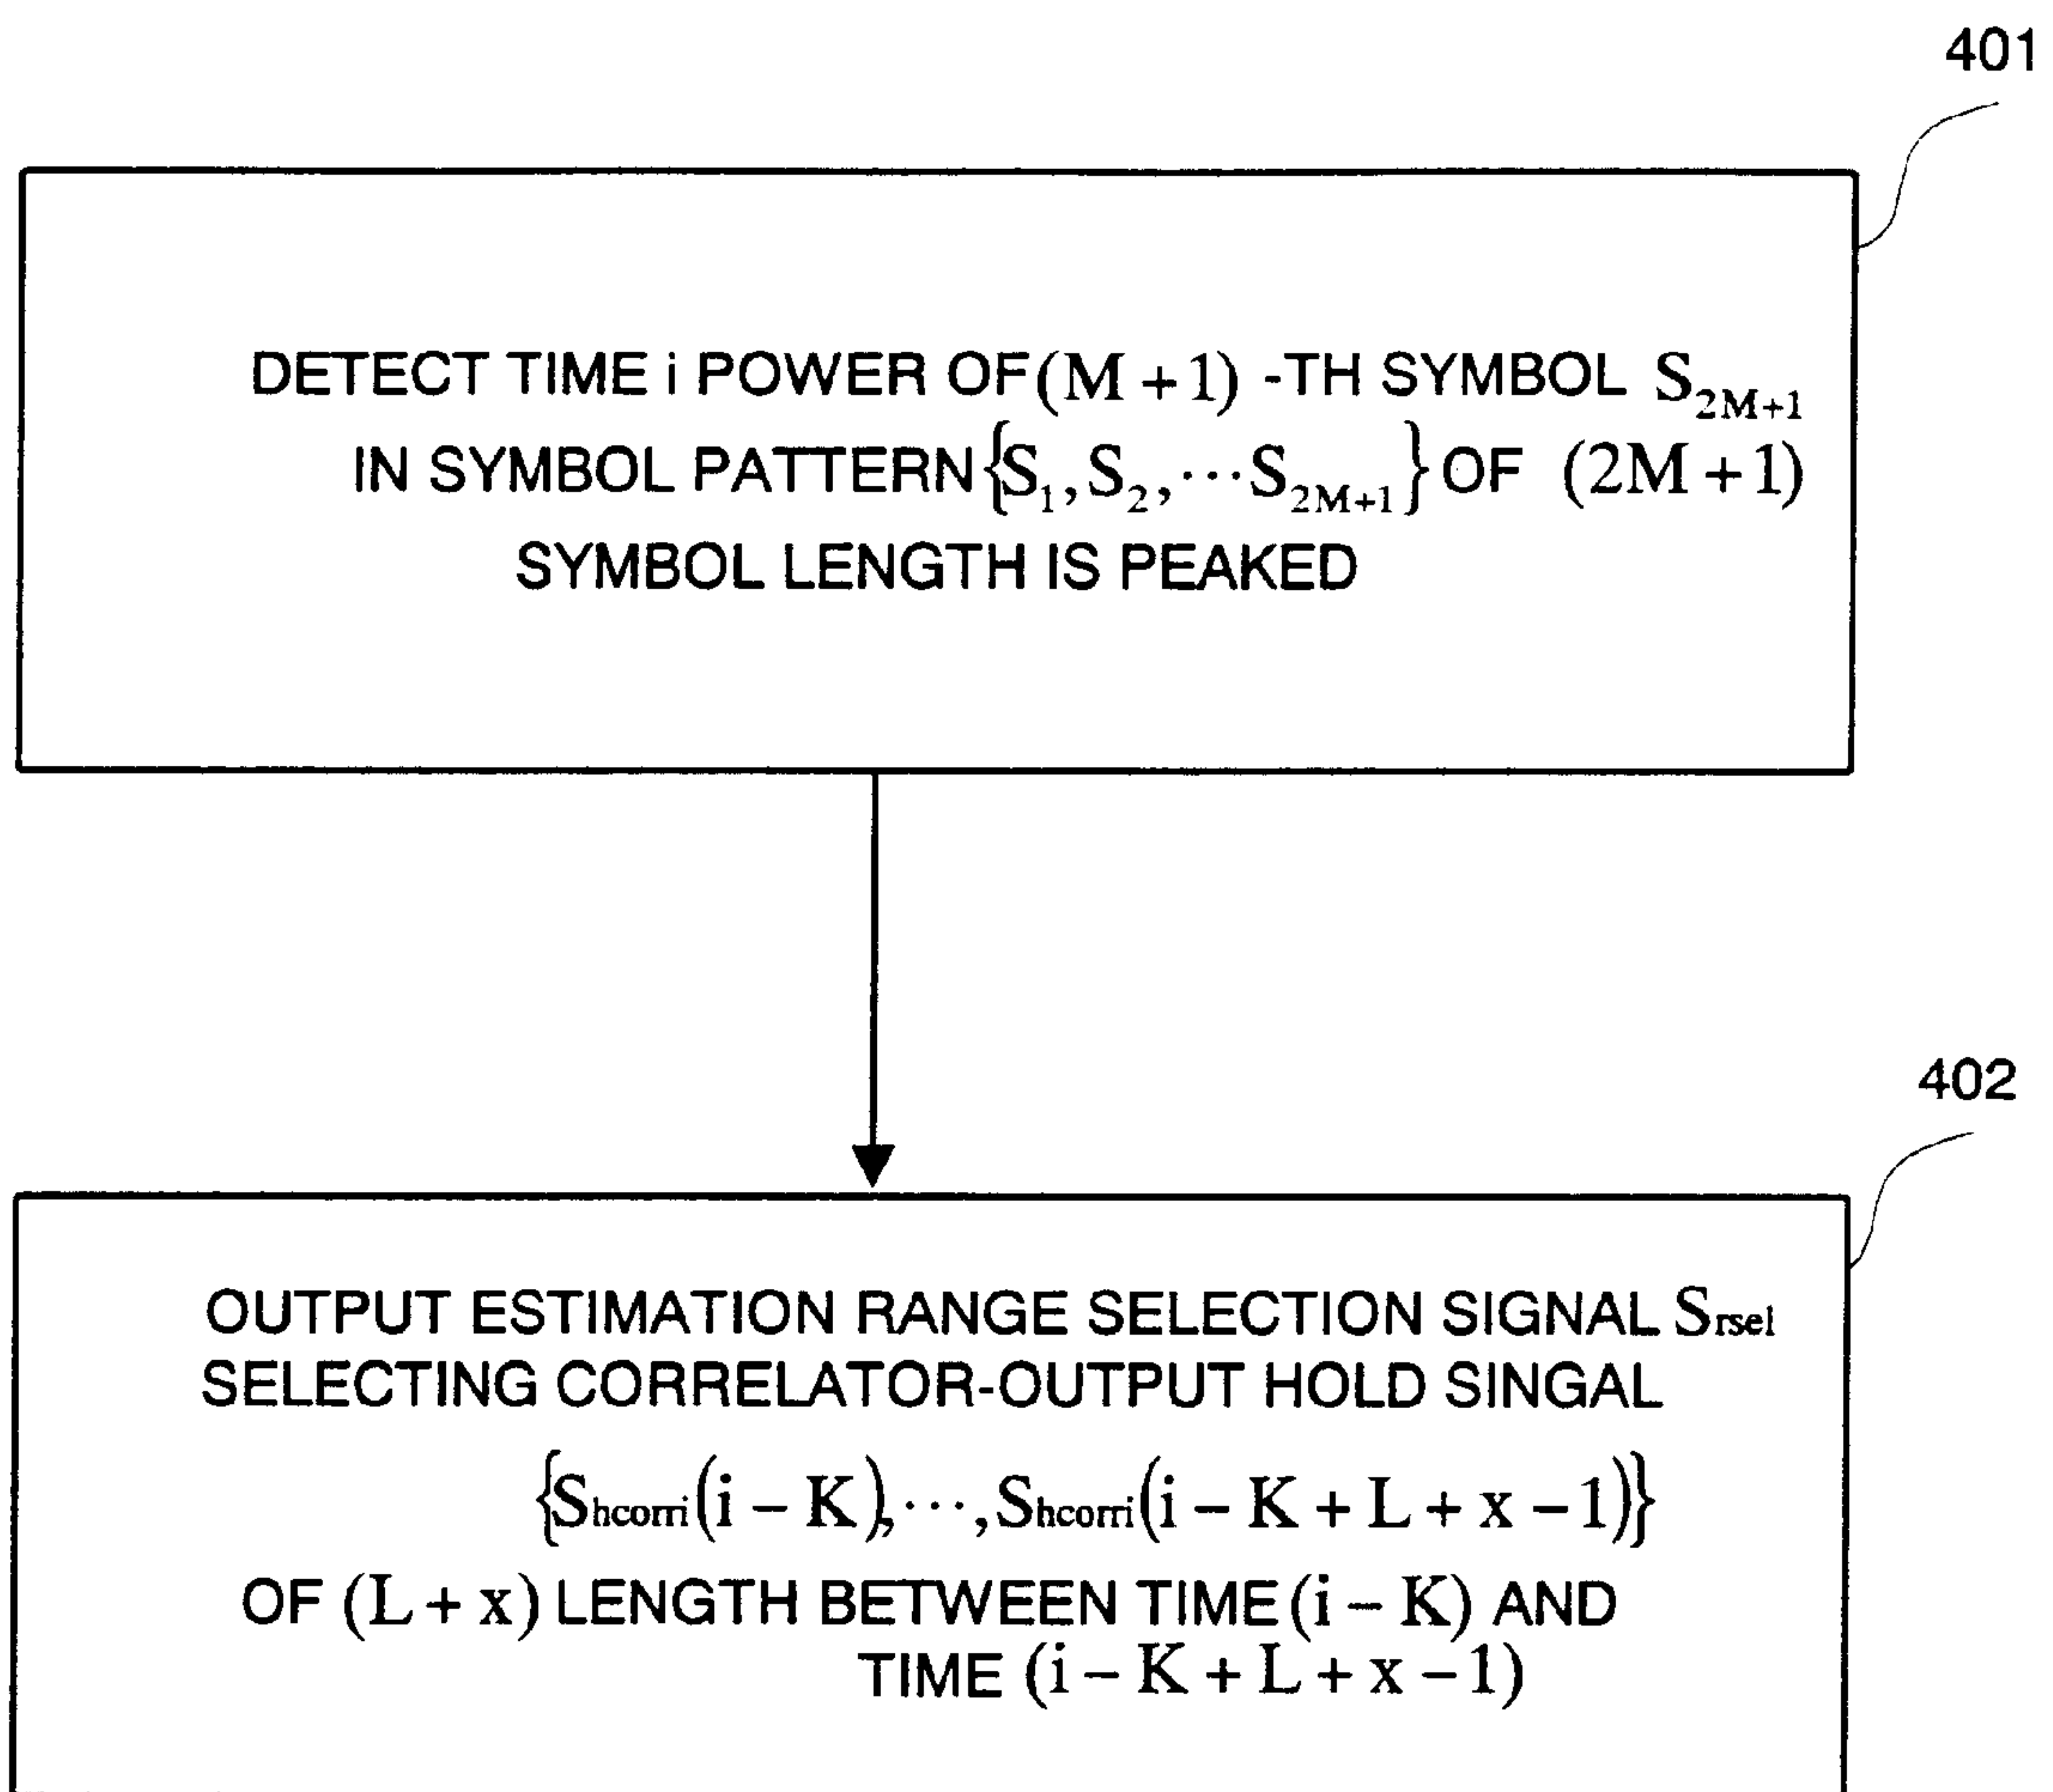 401
DETECT TIME i POWER OF (M + 1) -TH SYMBOL S₂ₘ₊₁
IN SYMBOL PATTERN {S₁, S₂, ⋯ S₂ₘ₊₁} OF (2M + 1)
SYMBOL LENGTH IS PEAKED
402
OUTPUT ESTIMATION RANGE SELECTION SIGNAL Srsel
SELECTING CORRELATOR-OUTPUT HOLD SINGAL
{Shcorri(i − K), ⋯, Shcorri(i − K + L + x − 1)}
OF (L + x) LENGTH BETWEEN TIME (i − K) AND
TIME (i − K + L + x − 1)